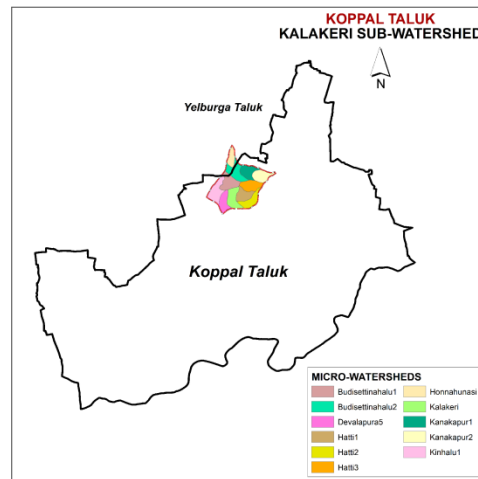 KOPPAL TALUK
KALAKERI SUB-WATERSHED
N
Yelburga Taluk
Koppal Taluk
MICRO-WATERSHEDS
Budisettinahalu1 Honnahunasi
Budisettinahalu2 Kalakeri
Devalapura5 Kanakapur1
Hatti1 Kanakapur2
Hatti2 Kinhalu1
Hatti3